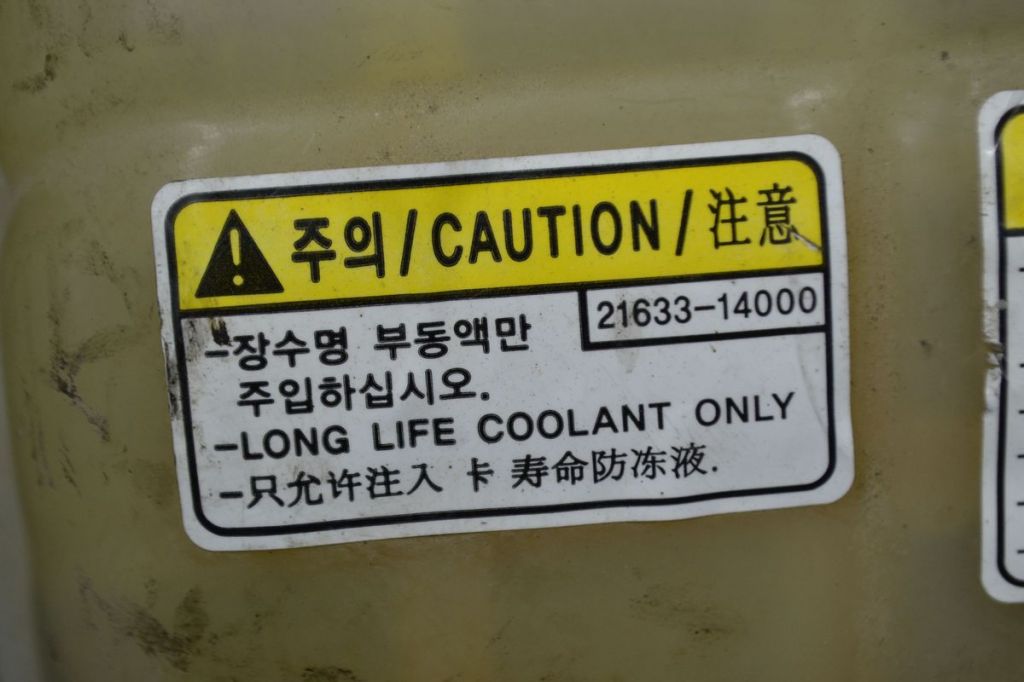 주의/CAUTION/注意
21633-14000
-장수명 부동액만
주입하십시오.
-LONG LIFE COOLANT ONLY
-只允许注入 卡 寿命防冻液.